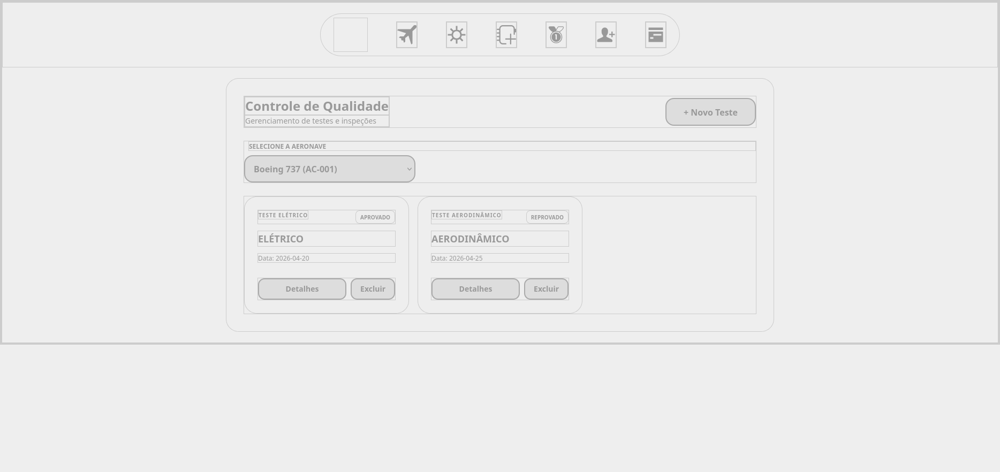 Controle de Qualidade
Gerenciamento de testes e inspeções
+ Novo Teste
SELECIONE A AERONAVE
Boeing 737 (AC-001)
TESTE ELÉTRICO
APROVADO
ELÉTRICO
Data: 2026-04-20
Detalhes
Excluir
TESTE AERODINÂMICO
REPROVADO
AERODINÂMICO
Data: 2026-04-25
Detalhes
Excluir